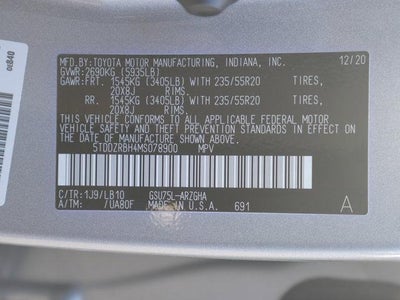 MFD.BY:TOYOTA MOTOR MANUFACTURING, INDIANA, INC. 12/20
GVWR:2690KG (5935LB)
GAWR:FRT. 1545KG (3405LB) WITH 235/55R20 TIRES,
20X8J RIMS.
RR. 1545KG (3405LB) WITH 235/55R20 TIRES,
20X8J RIMS.
THIS VEHICLE CONFORMS TO ALL APPLICABLE FEDERAL MOTOR
VEHICLE SAFETY AND THEFT PREVENTION STANDARDS IN EFFECT
ON THE DATE OF MANUFACTURE SHOWN ABOVE.
5TDDZRBH4MS078900 MPV
C/TR:1J9/LB10 GSU75L-ARZGHA
A/TM: /UA80F MADE IN U.S.A. 691 A